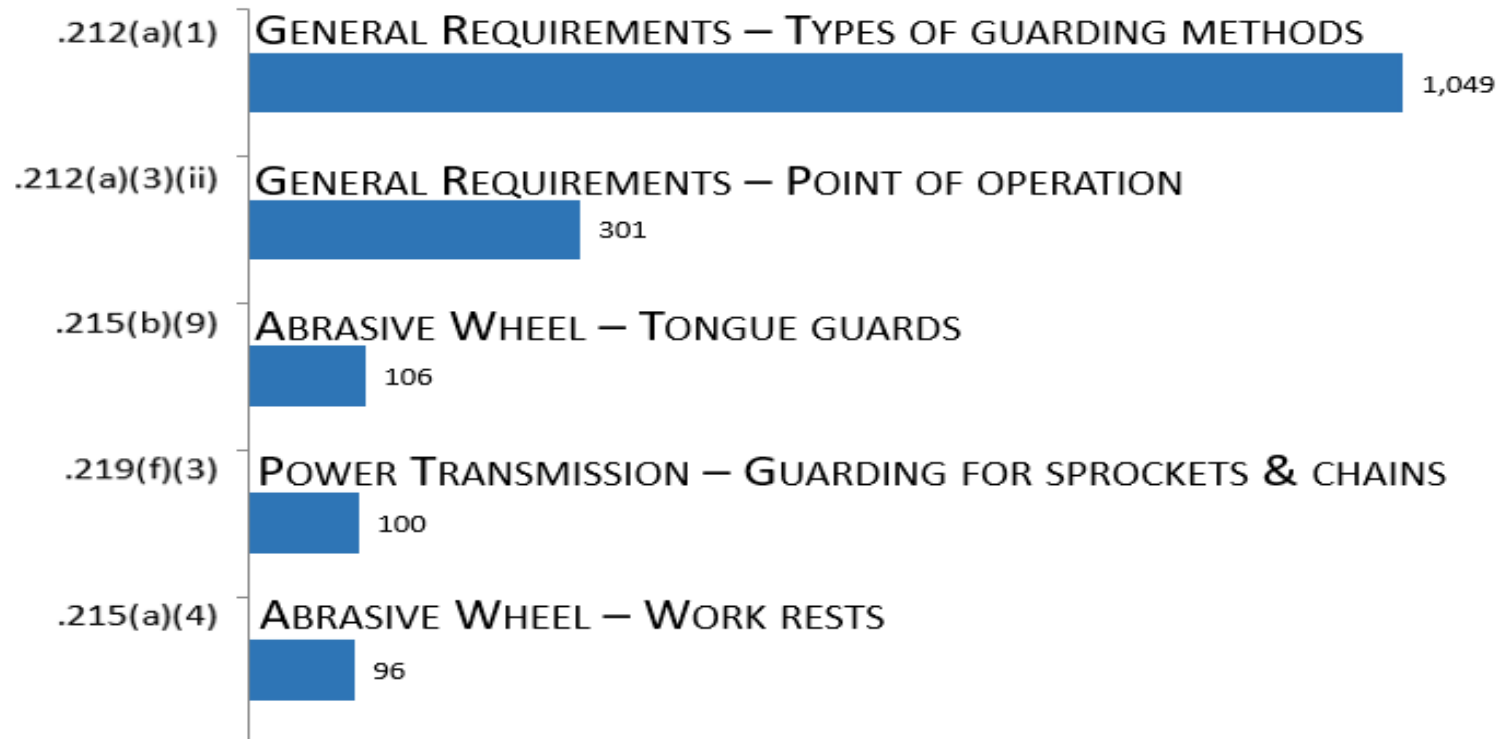 .212(a)(1) General Requirements – Types of guarding methods
1,049
.212(a)(3)(ii) General Requirements – Point of operation
301
.215(b)(9) Abrasive Wheel – Tongue guards
106
.219(f)(3) Power Transmission – Guarding for sprockets & chains
100
.215(a)(4) Abrasive Wheel – Work rests
96